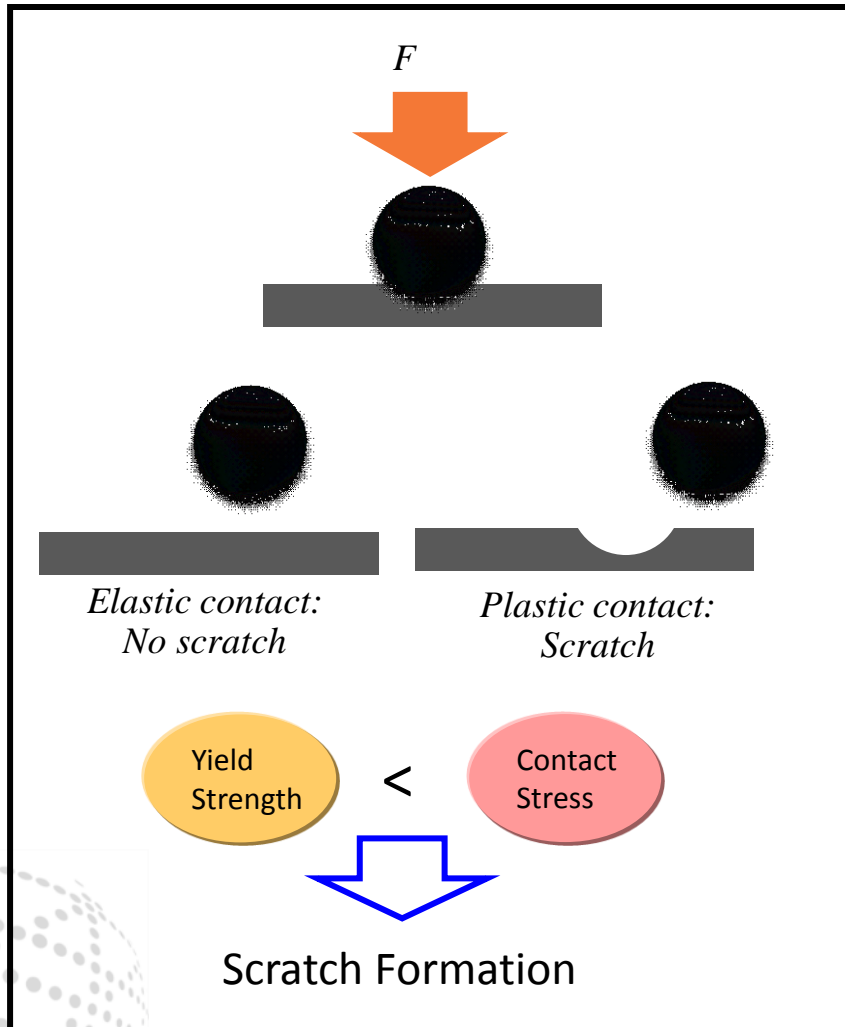 F
Elastic contact:
No scratch
Plastic contact:
Scratch
Yield
Strength
<
Contact
Stress
Scratch Formation